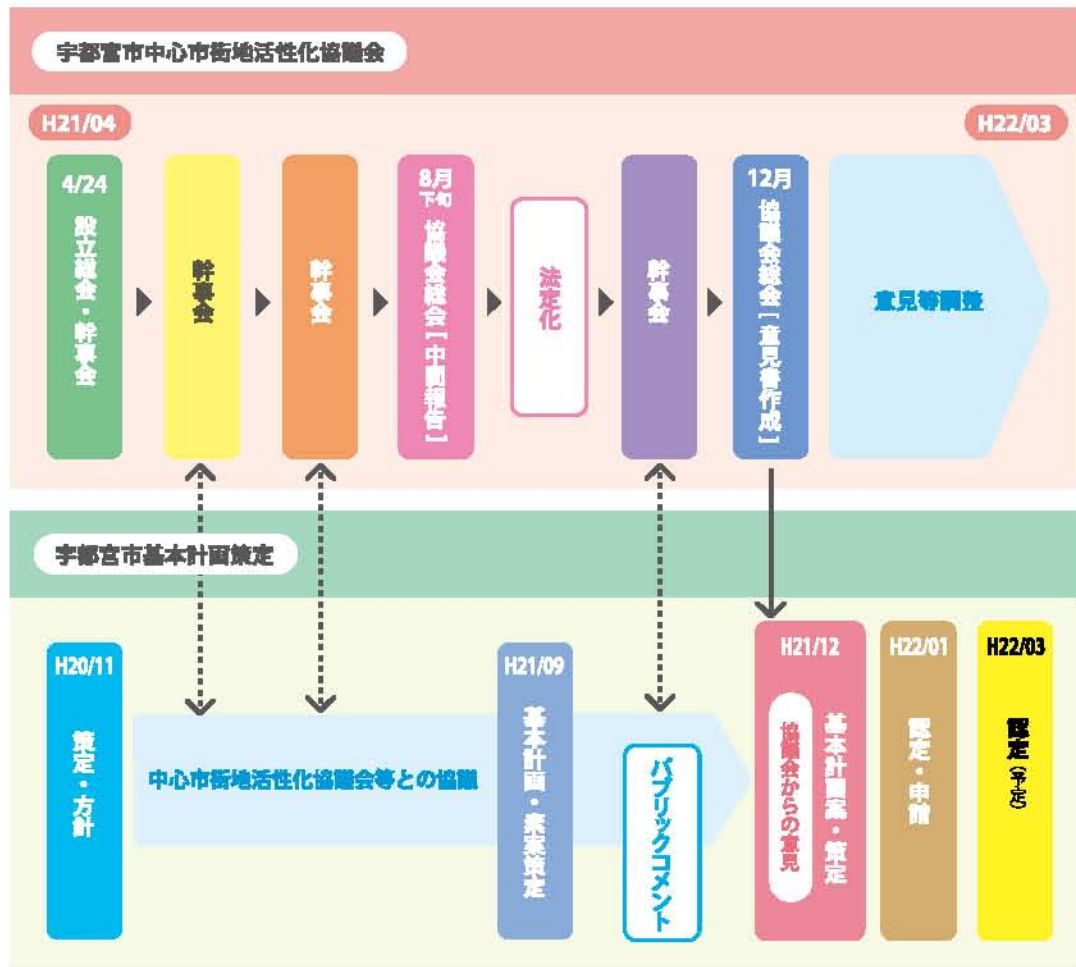 宇都宮市中心市街地活性化協議会
H21/04
H22/03
4/24
設立総会・幹事会
幹事会
幹事会
8月
下旬
協議会総会[中間報告]
法定化
幹事会
12月
協議会総会[意見書作成]
意見等調整
宇都宮市基本計画策定
H20/11
策定・方針
中心市街地活性化協議会等との協議
H21/09
基本計画・素案策定
パブリックコメント
H21/12
基本計画案・策定
協議会からの意見
H22/01
認定・申請
H22/03
認定(予定)